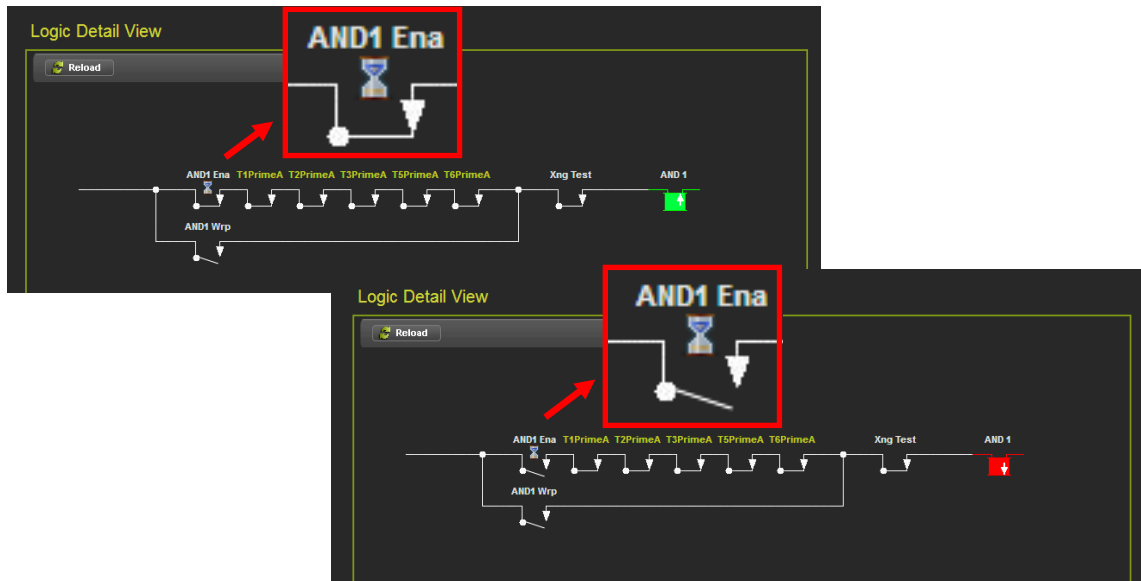 Logic Detail View
AND1 Ena
Reload
AND1 Ena T1PrimeA T2PrimeA T3PrimeA T5PrimeA T6PrimeA Xng Test AND 1
AND1 Wrp
Logic Detail View
AND1 Ena
Reload
AND1 Ena T1PrimeA T2PrimeA T3PrimeA T5PrimeA T6PrimeA Xng Test AND 1
AND1 Wrp